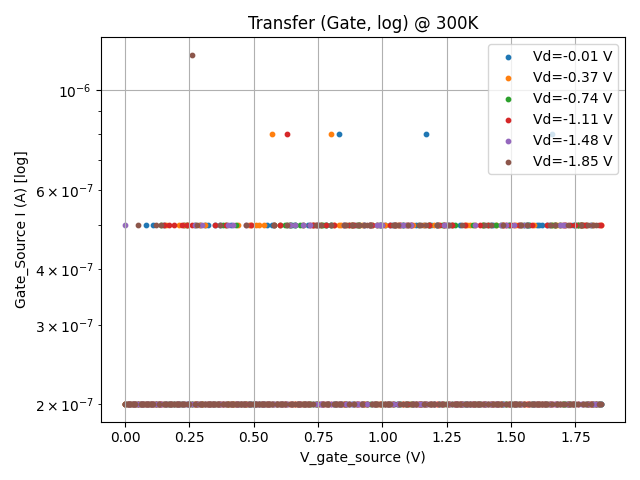 Transfer (Gate, log) @ 300K
Gate_Source I (A) [log]
10⁻⁶
6 × 10⁻⁷
4 × 10⁻⁷
3 × 10⁻⁷
2 × 10⁻⁷
Vd=-0.01 V
Vd=-0.37 V
Vd=-0.74 V
Vd=-1.11 V
Vd=-1.48 V
Vd=-1.85 V
0.00 0.25 0.50 0.75 1.00 1.25 1.50 1.75
V_gate_source (V)